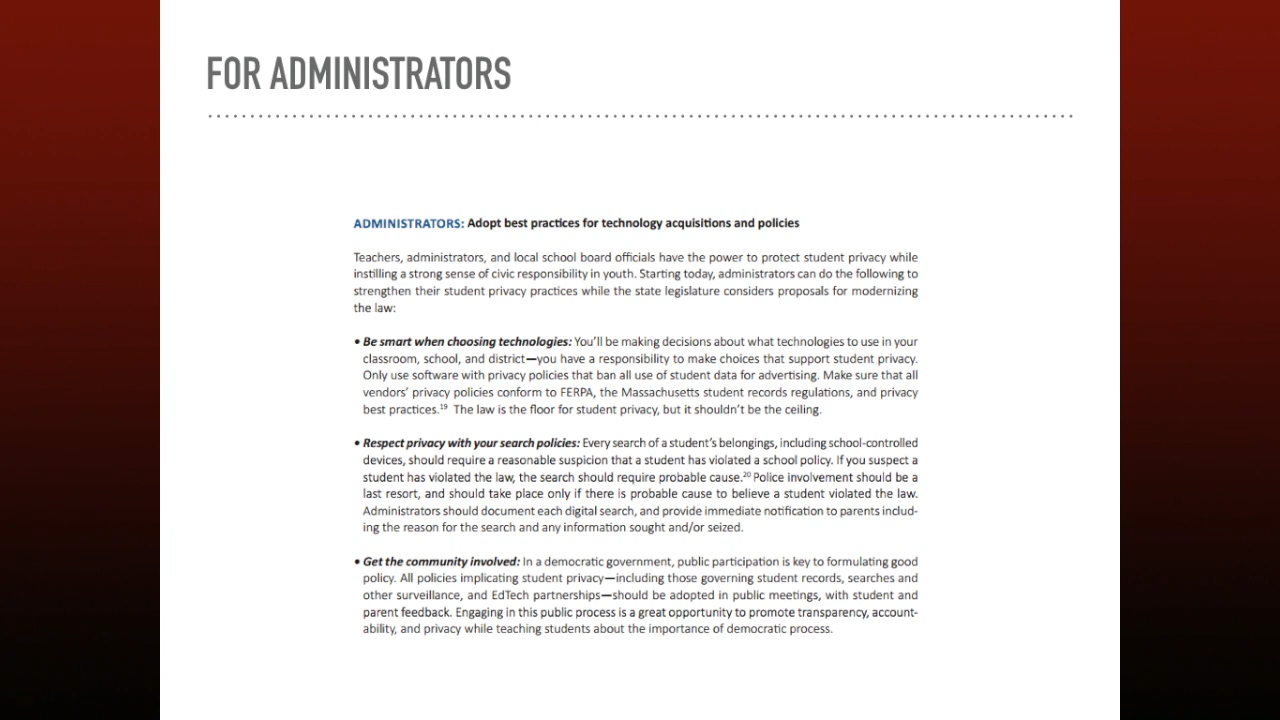 FOR ADMINISTRATORS
ADMINISTRATORS: Adopt best practices for technology acquisitions and policies
Teachers, administrators, and local school board officials have the power to protect student privacy while
instilling a strong sense of civic responsibility in youth. Starting today, administrators can do the following to
strengthen their student privacy practices while the state legislature considers proposals for modernizing
the law:
• Be smart when choosing technologies: You'll be making decisions about what technologies to use in your
classroom, school, and district—you have a responsibility to make choices that support student privacy.
Only use software with privacy policies that ban all use of student data for advertising. Make sure that all
vendors' privacy policies conform to FERPA, the Massachusetts student records regulations, and privacy
best practices.19 The law is the floor for student privacy, but it shouldn't be the ceiling.
• Respect privacy with your search policies: Every search of a student's belongings, including school-controlled
devices, should require a reasonable suspicion that a student has violated a school policy. If you suspect a
student has violated the law, the search should require probable cause.20 Police involvement should be a
last resort, and should take place only if there is probable cause to believe a student violated the law.
Administrators should document each digital search, and provide immediate notification to parents includ-
ing the reason for the search and any information sought and/or seized.
• Get the community involved: In a democratic government, public participation is key to formulating good
policy. All policies implicating student privacy—including those governing student records, searches and
other surveillance, and EdTech partnerships—should be adopted in public meetings, with student and
parent feedback. Engaging in this public process is a great opportunity to promote transparency, account-
ability, and privacy while teaching students about the importance of democratic process.